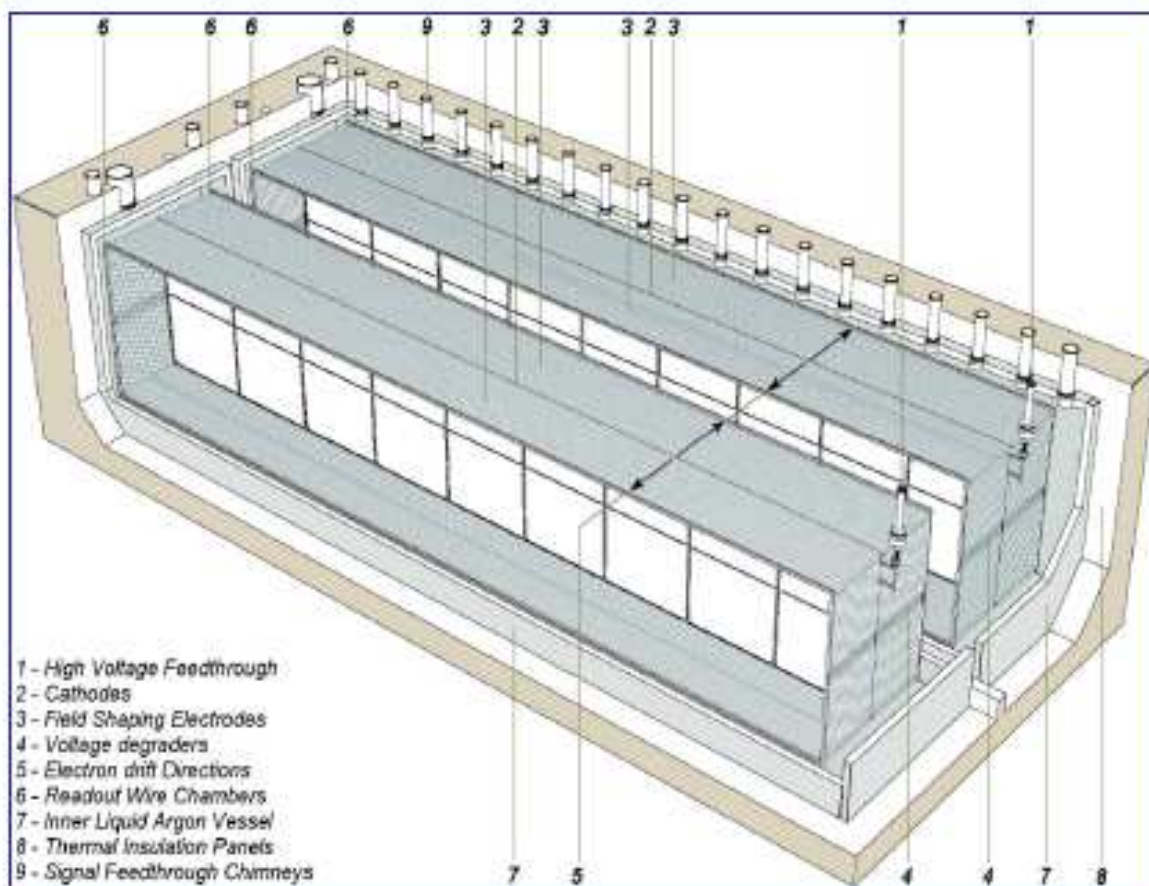 6 6 6 6 9 3 2 3 3 2 3 1 1
1 - High Voltage Feedthrough
2 - Cathodes
3 - Field Shaping Electrodes
4 - Voltage degraders
5 - Electron drift Directions
6 - Readout Wire Chambers
7 - Inner Liquid Argon Vessel
8 - Thermal Insulation Panels
9 - Signal Feedthrough Chimneys
7 5 4 4 7 8